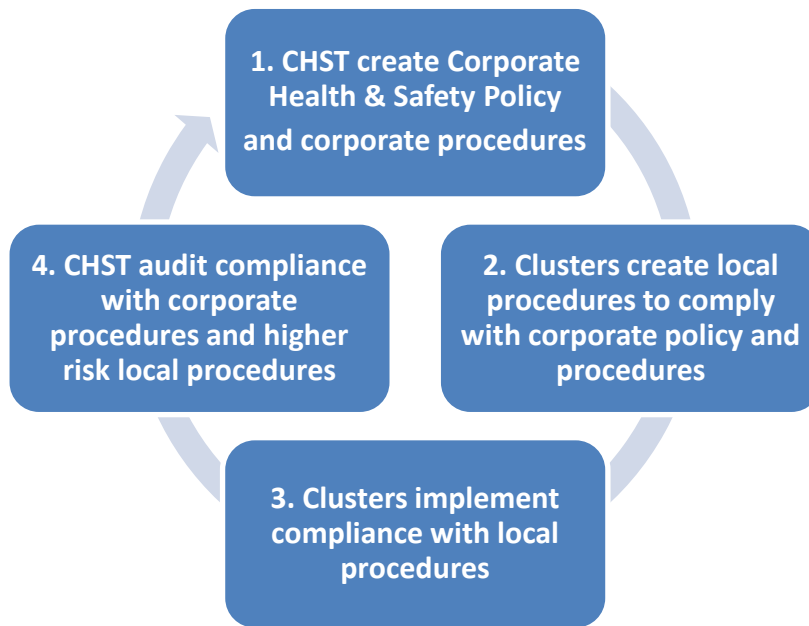 1. CHST create Corporate
Health & Safety Policy
and corporate procedures
2. Clusters create local
procedures to comply
with corporate policy and
procedures
3. Clusters implement
compliance with local
procedures
4. CHST audit compliance
with corporate
procedures and higher
risk local procedures